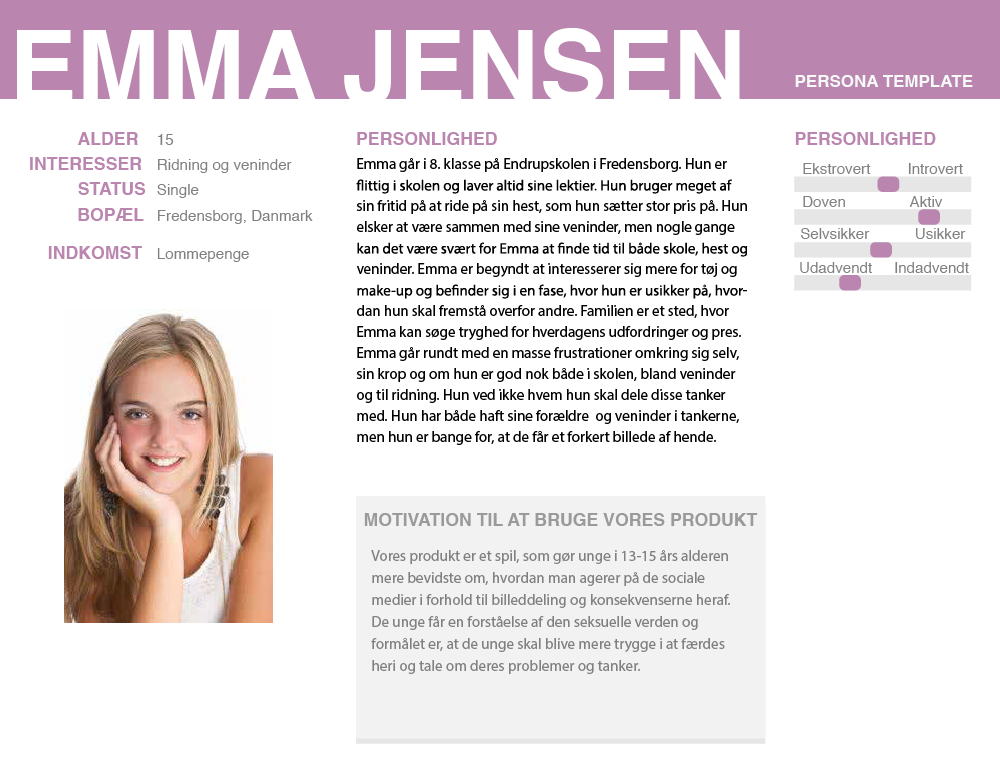 EMMA JENSEN
PERSONA TEMPLATE
ALDER 15
INTERESSER Ridning og veninder
STATUS Single
BOPÆL Fredensborg, Danmark
INDKOMST Lommepenge
PERSONLIGHED
Emma går i 8. klasse på Endrupskolen i Fredensborg. Hun er
flittig i skolen og laver altid sine lektier. Hun bruger meget af
sin fritid på at ride på sin hest, som hun sætter stor pris på. Hun
elsker at være sammen med sine veninder, men nogle gange
kan det være svært for Emma at finde tid til både skole, hest og
veninder. Emma er begyndt at interesserer sig mere for tøj og
make-up og befinder sig i en fase, hvor hun er usikker på, hvor-
dan hun skal fremstå overfor andre. Familien er et sted, hvor
Emma kan søge tryghed for hverdagens udfordringer og pres.
Emma går rundt med en masse frustrationer omkring sig selv,
sin krop og om hun er god nok både i skolen, bland veninder
og til ridning. Hun ved ikke hvem hun skal dele disse tanker
med. Hun har både haft sine forældre og veninder i tankerne,
men hun er bange for, at de får et forkert billede af hende.
MOTIVATION TIL AT BRUGE VORES PRODUKT
Vores produkt er et spil, som gør unge i 13-15 års alderen
mere bevidste om, hvordan man agerer på de sociale
medier i forhold til billeddeling og konsekvenserne heraf.
De unge får en forståelse af den seksuelle verden og
formålet er, at de unge skal blive mere trygge i at færdes
heri og tale om deres problemer og tanker.
PERSONLIGHED
Ekstrovert Introvert
Doven Aktiv
Selvsikker Usikker
Udadvendt Indadvendt